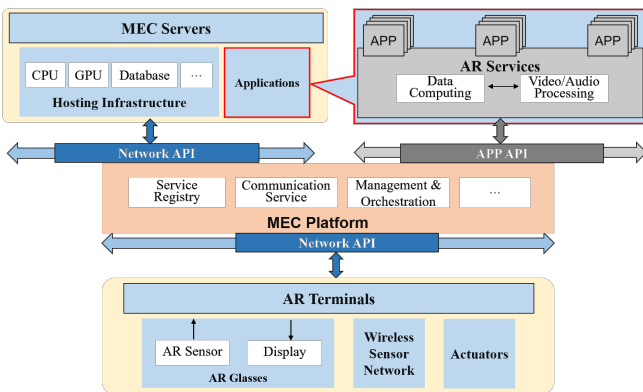 MEC Servers
CPU
GPU
Database
...
Hosting Infrastructure
Applications
APP
APP
APP
AR Services
Data
Computing
Video/Audio
Processing
Network API
APP API
Service
Registry
Communication
Service
Management &
Orchestration
...
MEC Platform
Network API
AR Terminals
AR Sensor
Display
AR Glasses
Wireless
Sensor
Network
Actuators